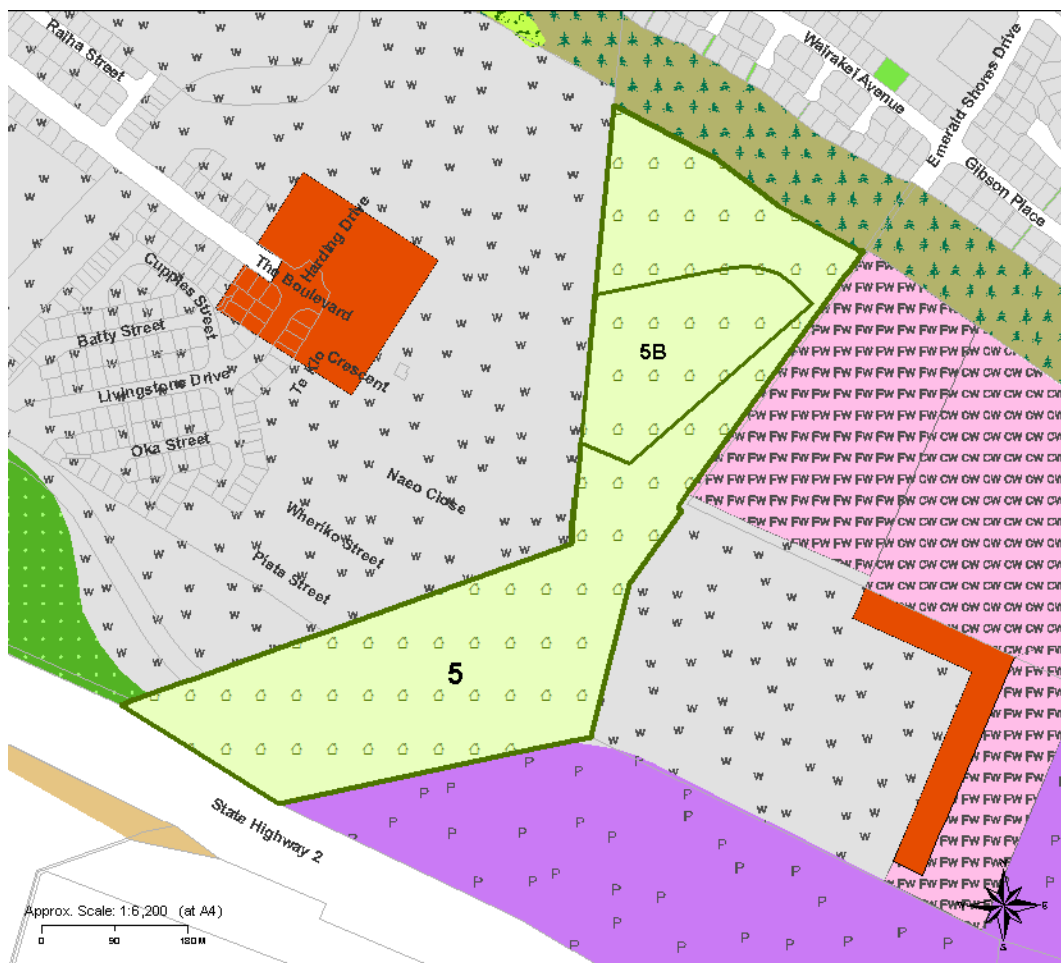 Raiha Street
Wairakei Avenue
Emerald Shores Drive
Gibson Place
Harding Drive
The Boulevard
Cupples Street
Batty Street
Livingstone Drive
Te Kio Crescent
Oka Street
5B
Naeo Close
Wheriko Street
Piata Street
5
State Highway 2
Approx. Scale: 1:6,200 (at A4)
0 90 180 M
N
E
S